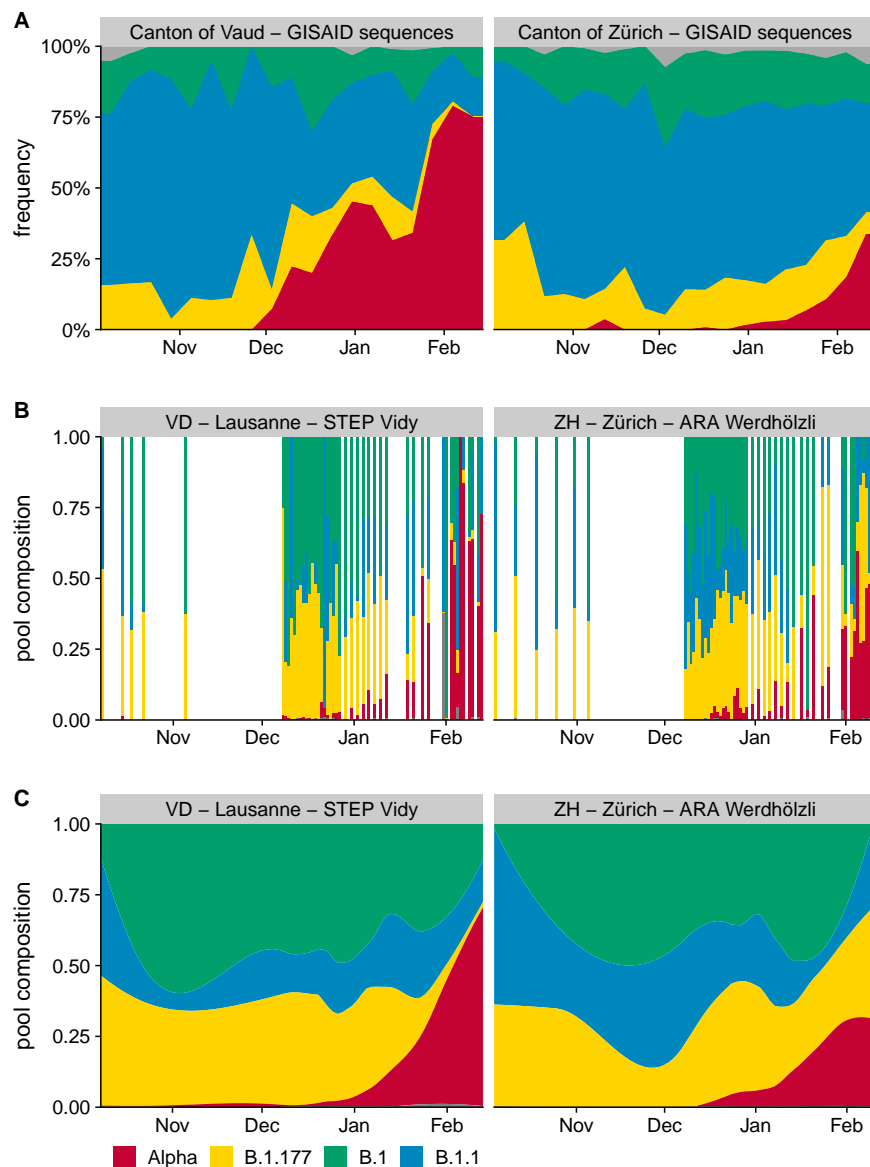 A
Canton of Vaud – GISAID sequences
Canton of Zürich – GISAID sequences
100%
75%
50%
25%
0%
frequency
Nov Dec Jan Feb
Nov Dec Jan Feb
B
VD – Lausanne – STEP Vidy
ZH – Zürich – ARA Werdhölzli
1.00
0.75
0.50
0.25
0.00
pool composition
Nov Dec Jan Feb
Nov Dec Jan Feb
C
VD – Lausanne – STEP Vidy
ZH – Zürich – ARA Werdhölzli
1.00
0.75
0.50
0.25
0.00
pool composition
Nov Dec Jan Feb
Nov Dec Jan Feb
Alpha B.1.177 B.1 B.1.1